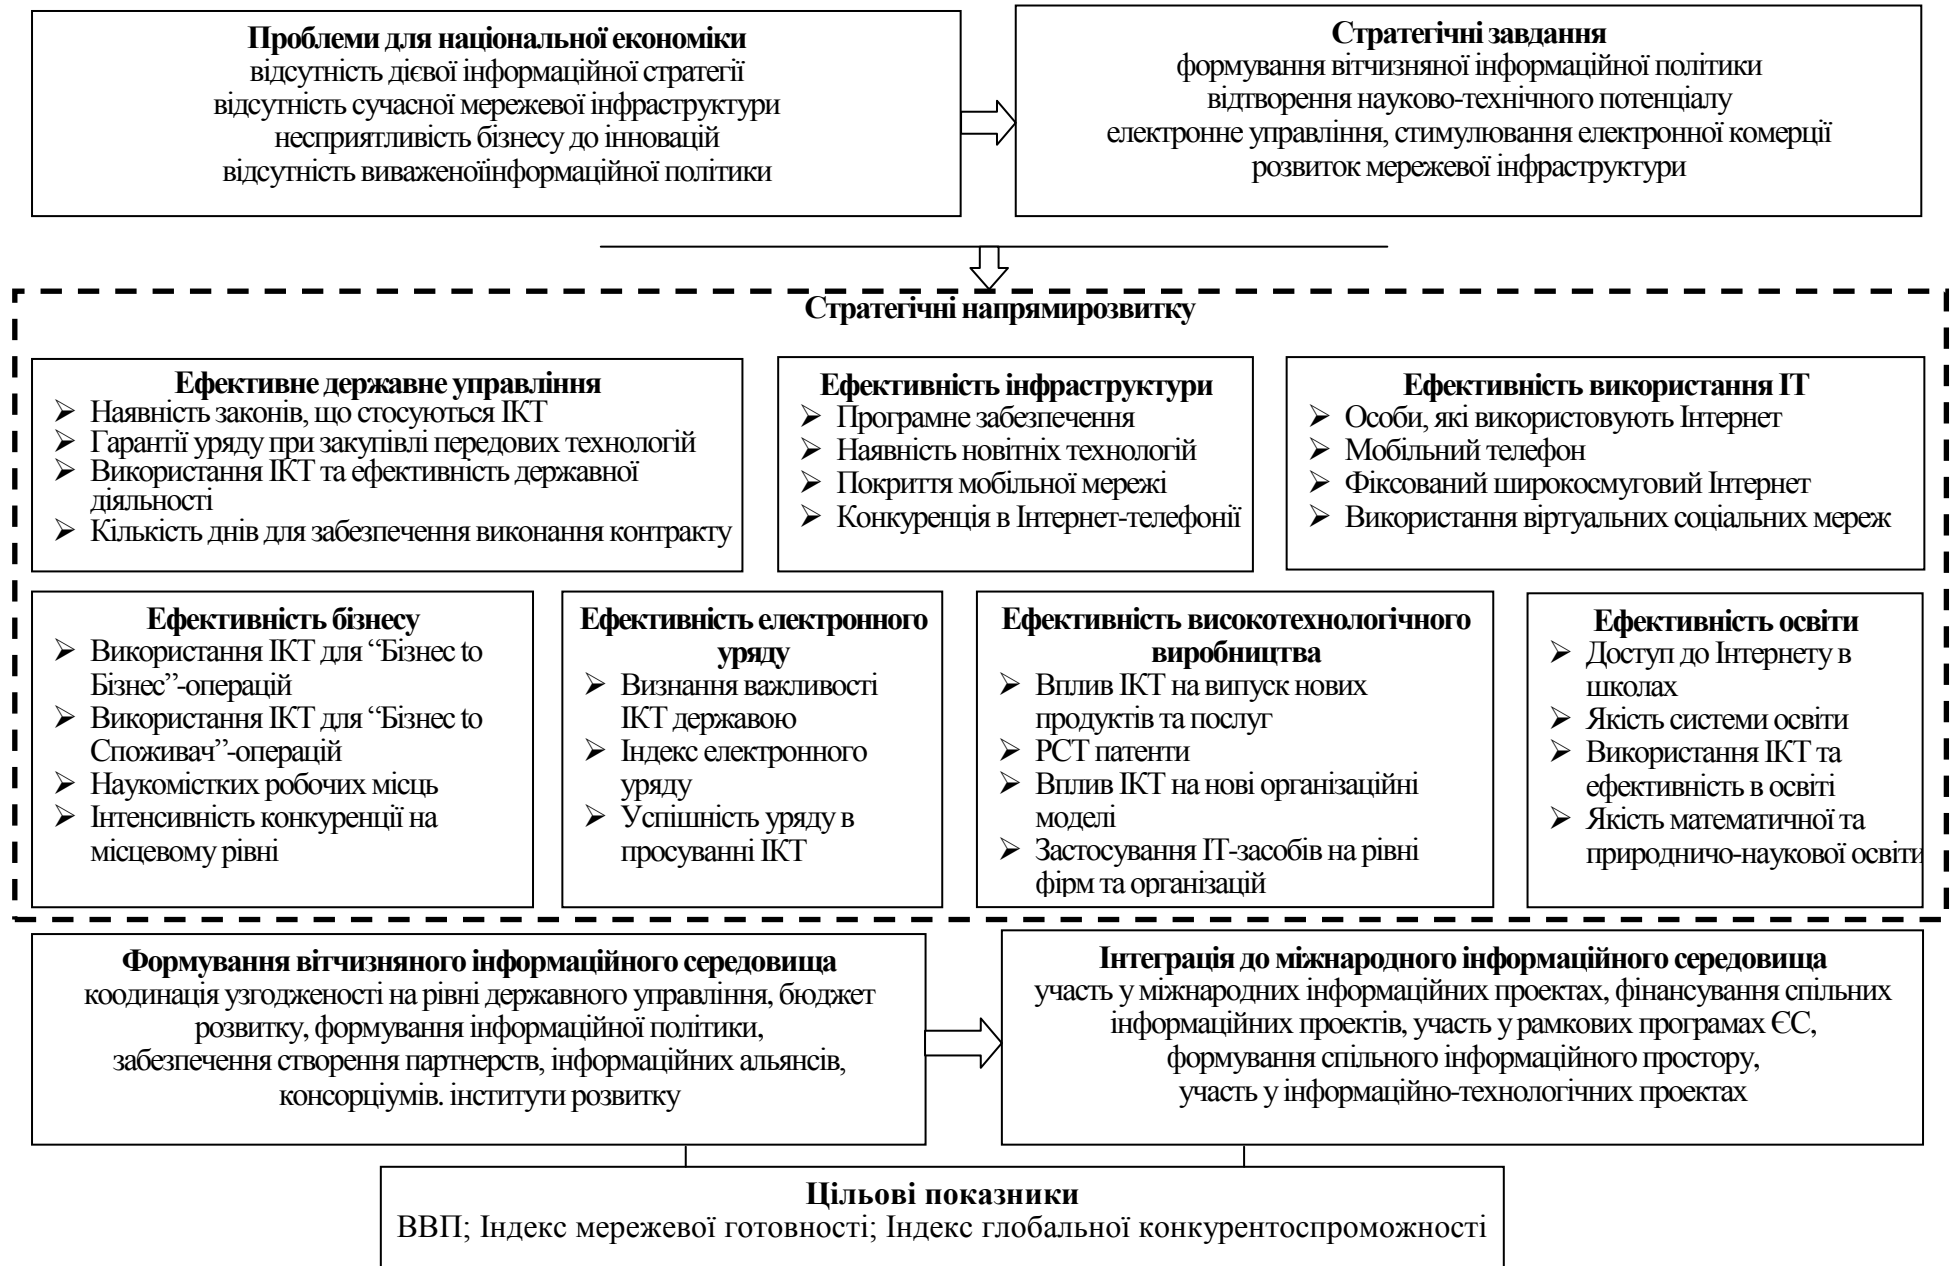 Проблеми для національної економіки
відсутність дієвої інформаційної стратегії
відсутність сучасної мережевої інфраструктури
несприятливість бізнесу до інновацій
відсутність виваженоїінформаційної політики
Стратегічні завдання
формування вітчизняної інформаційної політики
відтворення науково-технічного потенціалу
електронне управління, стимулювання електронної комерції
розвиток мережевої інфраструктури
Стратегічні напрямирозвитку
Ефективне державне управління
➢ Наявність законів, що стосуються ІКТ
➢ Гарантії уряду при закупівлі передових технологій
➢ Використання ІКТ та ефективність державної
діяльності
➢ Кількість днів для забезпечення виконання контракту
Ефективність інфраструктури
➢ Програмне забезпечення
➢ Наявність новітніх технологій
➢ Покриття мобільної мережі
➢ Конкуренція в Інтернет-телефонії
Ефективність використання ІТ
➢ Особи, які використовують Інтернет
➢ Мобільний телефон
➢ Фіксований широкосмуговий Інтернет
➢ Використання віртуальних соціальних мереж
Ефективність бізнесу
➢ Використання ІКТ для “Бізнес to
Бізнес”-операцій
➢ Використання ІКТ для “Бізнес to
Споживач”-операцій
➢ Наукомістких робочих місць
➢ Інтенсивність конкуренції на
місцевому рівні
Ефективність електронного
уряду
➢ Визнання важливості
ІКТ державою
➢ Індекс електронного
уряду
➢ Успішність уряду в
просуванні ІКТ
Ефективність високотехнологічного
виробництва
➢ Вплив ІКТ на випуск нових
продуктів та послуг
➢ РСТ патенти
➢ Вплив ІКТ на нові організаційні
моделі
➢ Застосування ІТ-засобів на рівні
фірм та організацій
Ефективність освіти
➢ Доступ до Інтернету в
школах
➢ Якість системи освіти
➢ Використання ІКТ та
ефективність в освіті
➢ Якість математичної та
природничо-наукової освіти
Формування вітчизняного інформаційного середовища
коодинація узгодженості на рівні державного управління, бюджет
розвитку, формування інформаційної політики,
забезпечення створення партнерств, інформаційних альянсів,
консорціумів. інститути розвитку
Інтеграція до міжнародного інформаційного середовища
участь у міжнародних інформаційних проектах, фінансування спільних
інформаційних проектів, участь у рамкових програмах ЄС,
формування спільного інформаційного простору,
участь у інформаційно-технологічних проектах
Цільові показники
ВВП; Індекс мережевої готовності; Індекс глобальної конкурентоспроможності